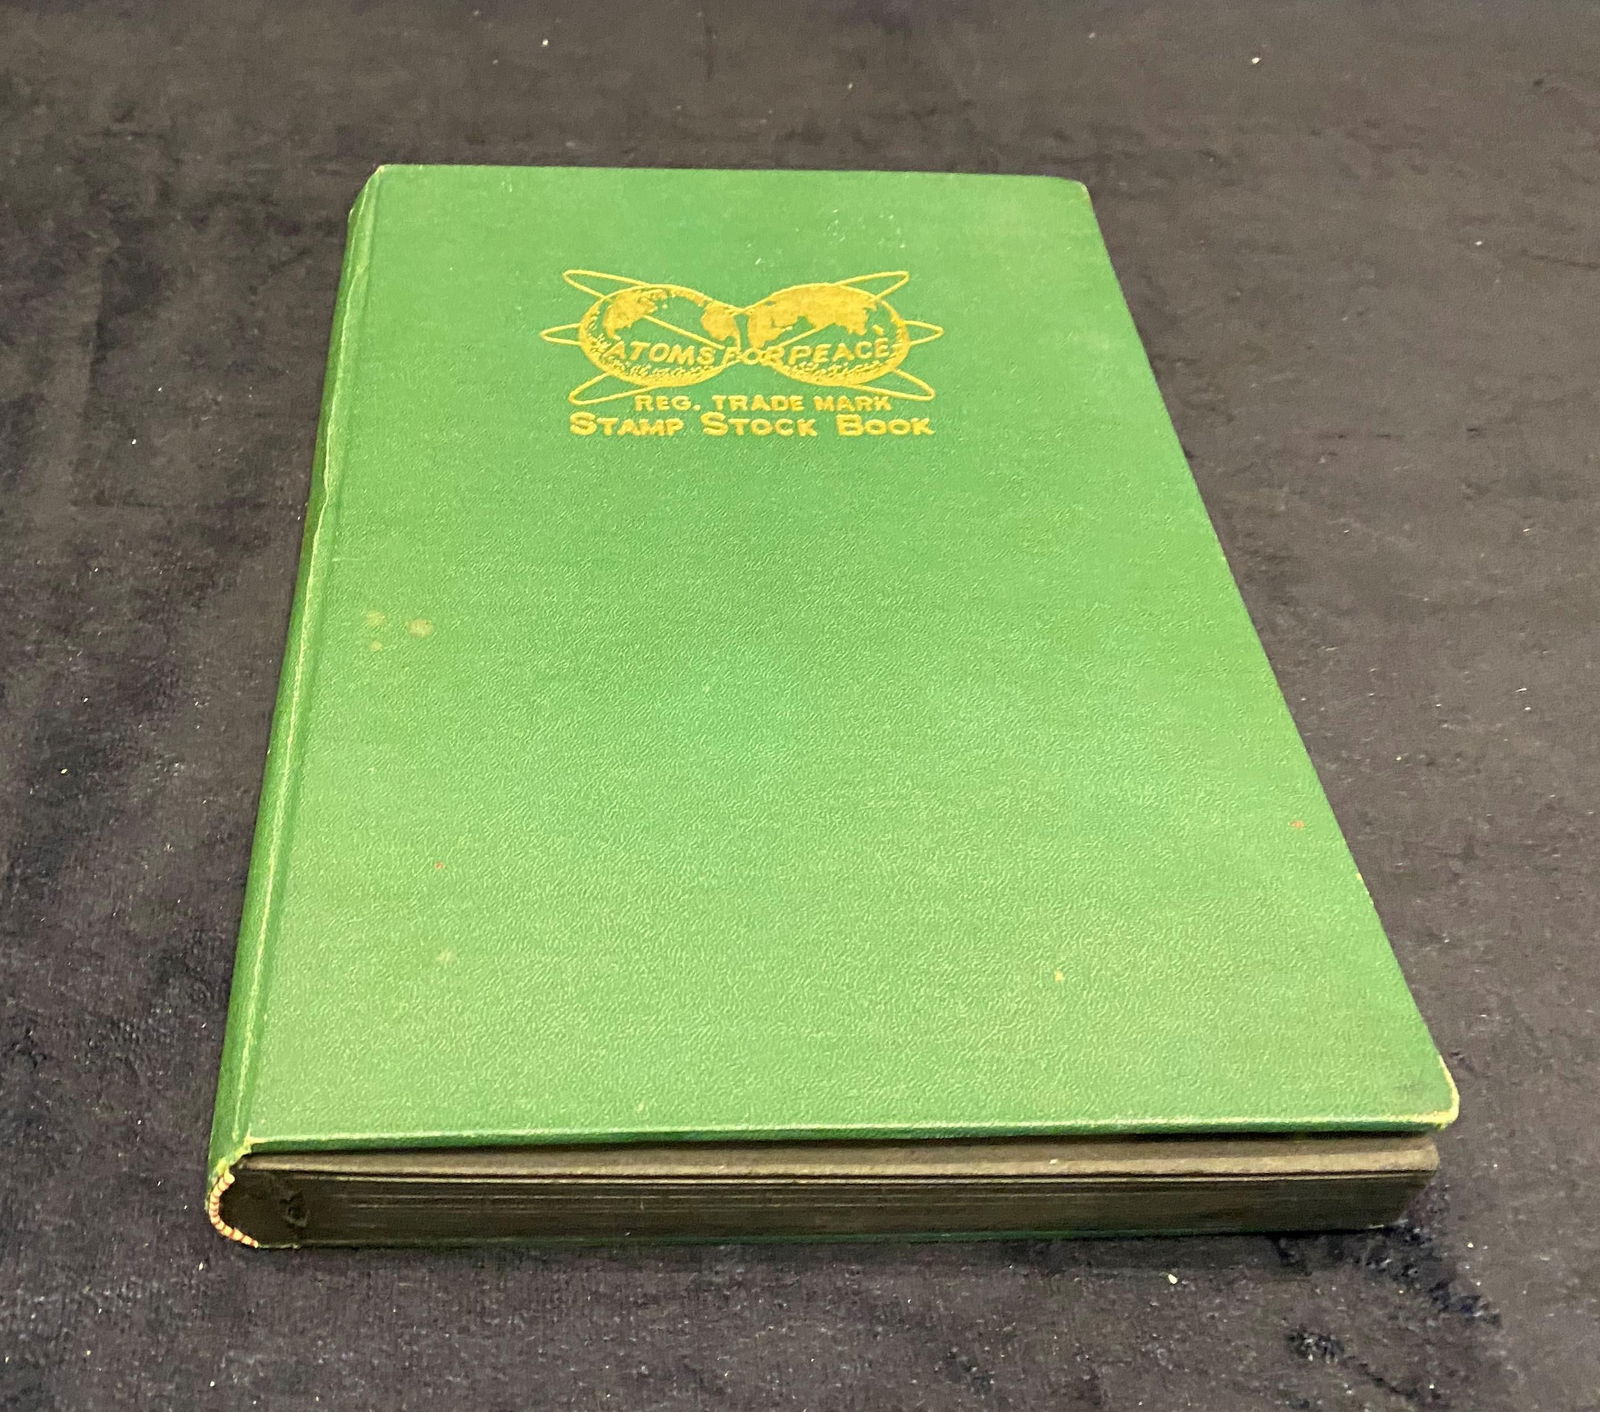 ATOMS FOR PEACE
REG. TRADE MARK
STAMP STOCK BOOK